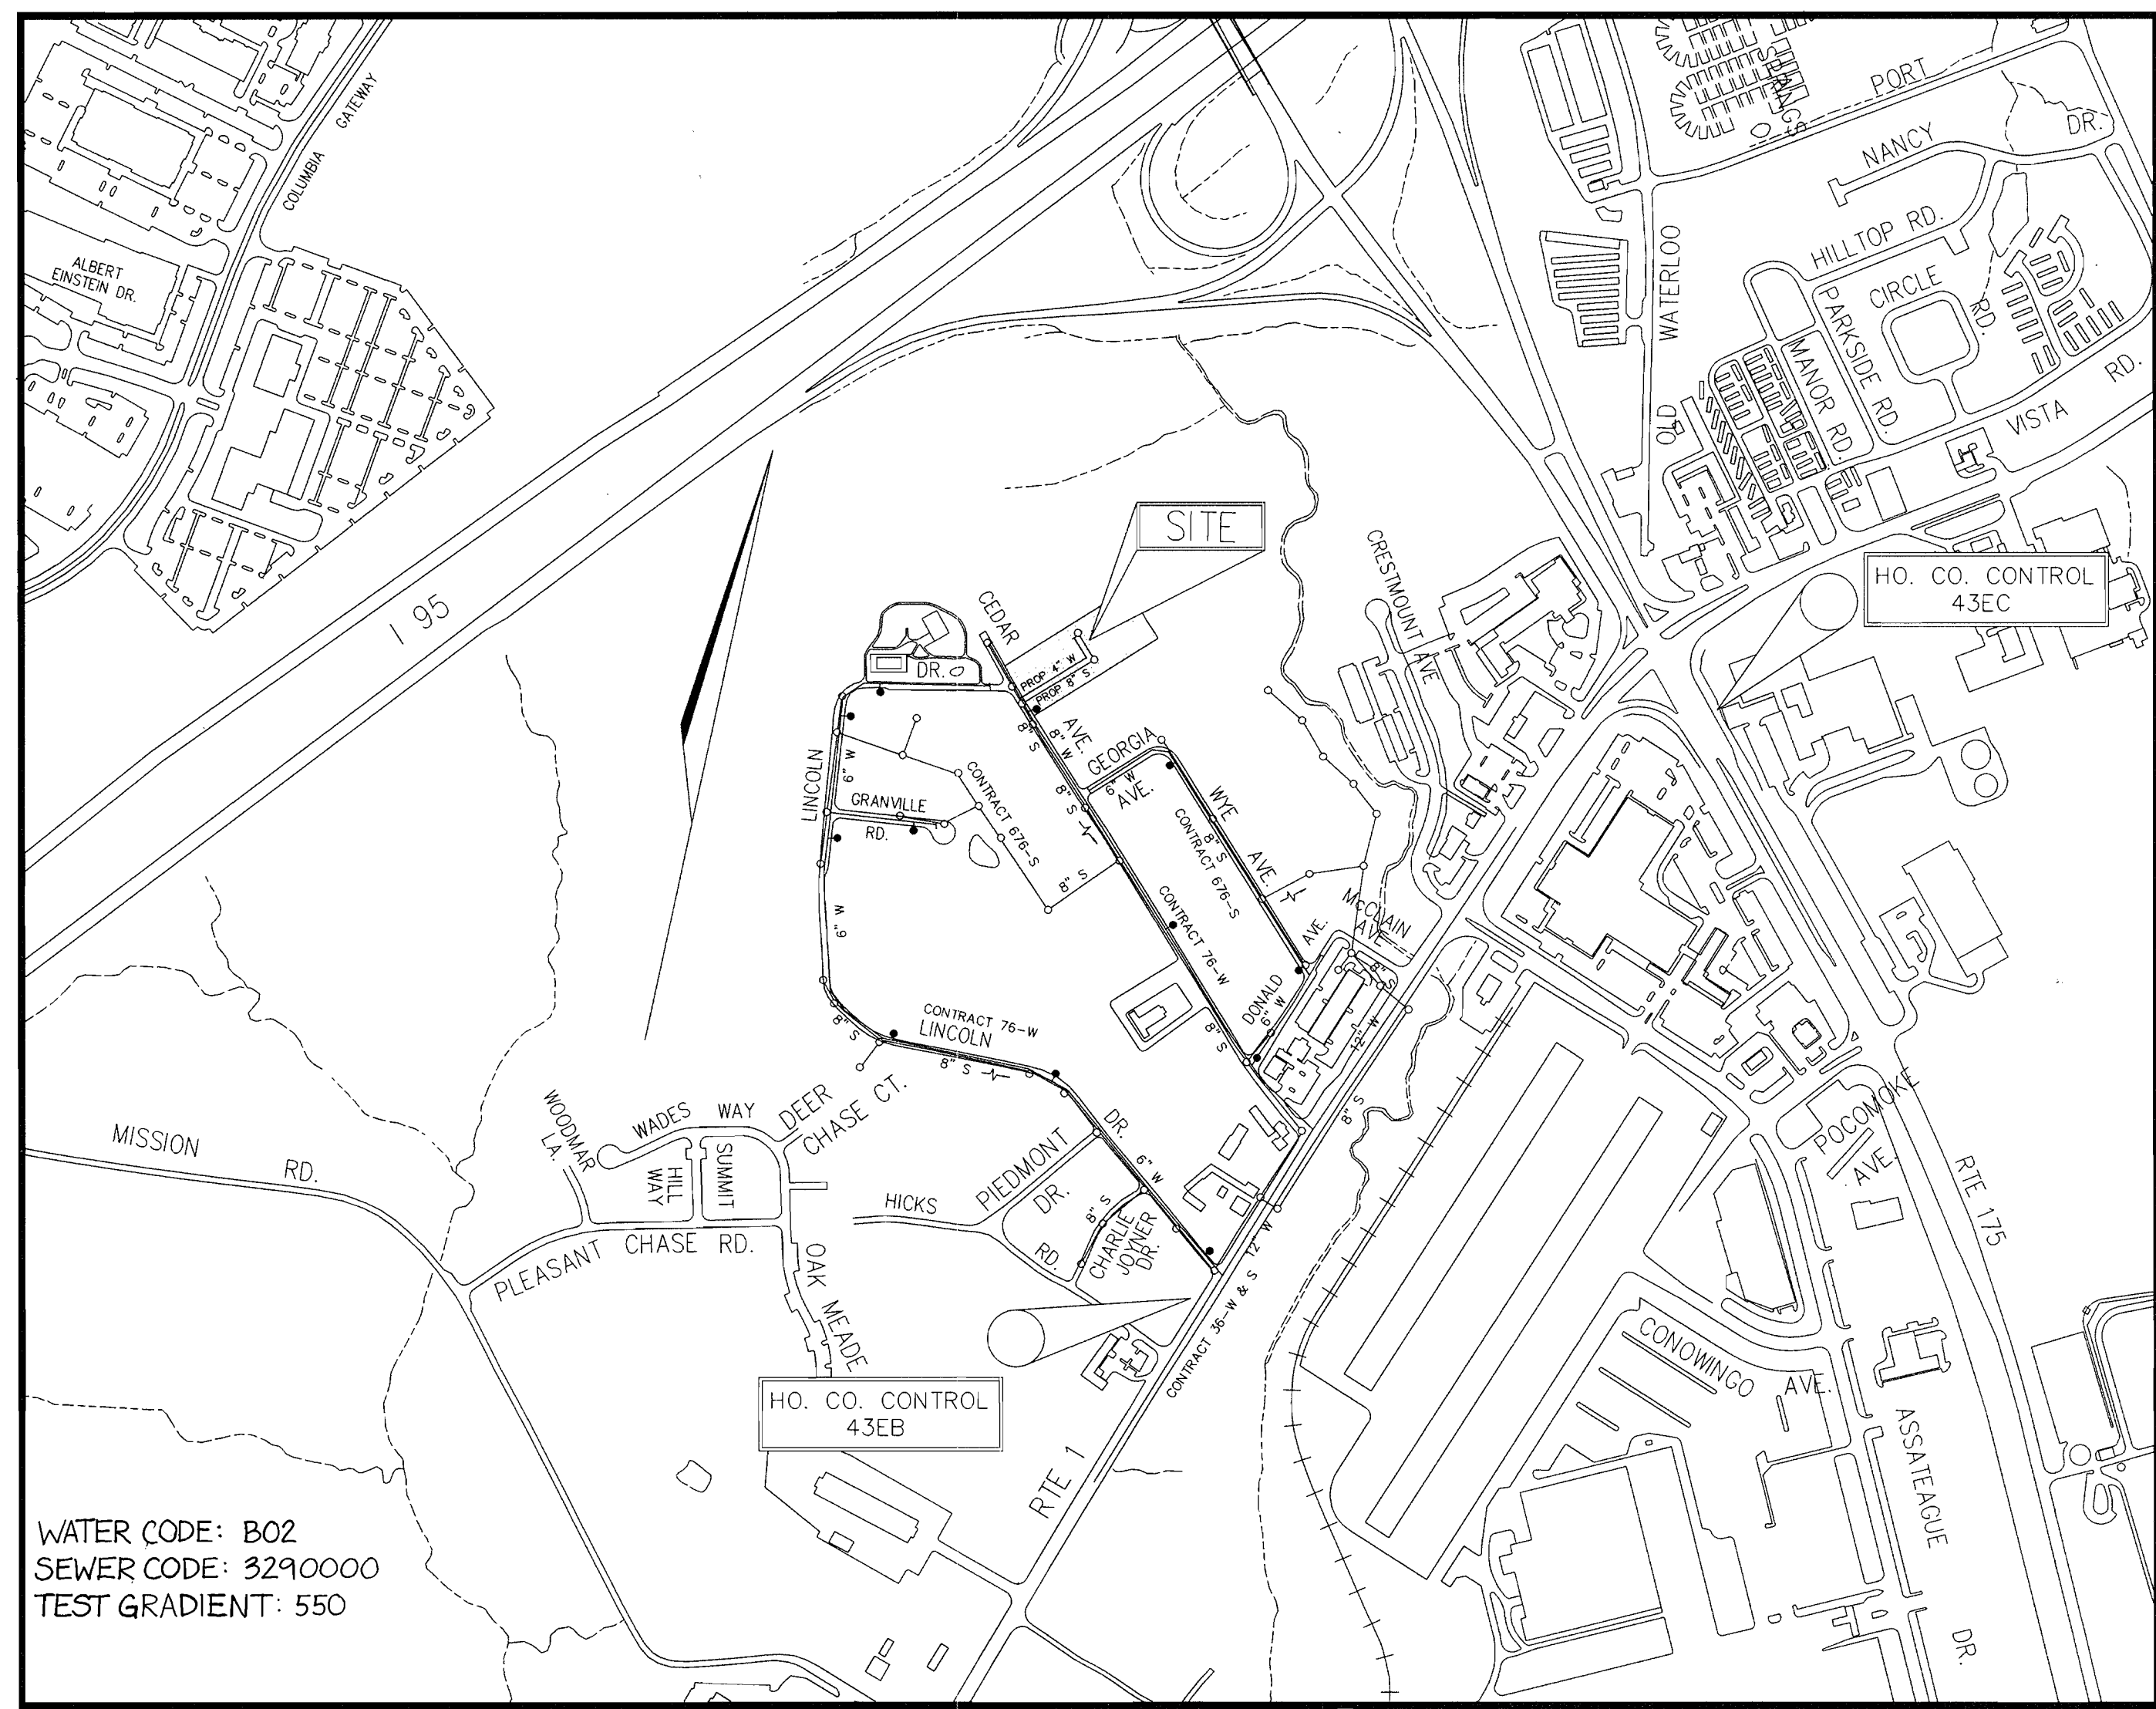 COLUMBIA GATEWAY
ALBERT
EINSTEIN DR.
I 95
SPRINGS
PORT
NANCY
DR.
HILLTOP RD.
CIRCLE
RD.
PARKSIDE RD.
MANOR RD.
OLD
WATERLOO
VISTA
RD.
SITE
HO. CO. CONTROL
43EC
CRESTMOUNT AVE
CEDAR
AVE.
PROP 4" W
PROP 8" S.
DR.
8" S
8" W
GEORGIA
AVE.
6" W
8" S
LINCOLN
6" W
GRANVILLE
RD.
CONTRACT 676-S
8" S
WYE
AVE.
8" S
CONTRACT 676-S
CONTRACT 76-W
McCLAIN
AVE
8" S
DONALD
AVE.
6" W
12" W
8" S
8" S
6" W
8" S
CONTRACT 76-W
LINCOLN
8" S
DR.
6" W
PIEDMONT
DR.
HICKS
RD.
8" S
CHARLIE
JOYNER
DR.
12" W
CONTRACT 36-W & S
WOODMAR
LA.
WADES WAY
DEER
CHASE CT.
HILL
WAY
SUMMIT
MISSION
RD.
PLEASANT CHASE RD.
OAK MEADE
HO. CO. CONTROL
43EB
RTE 1
POCOMOKE
AVE.
RTE 175
CONOWINGO
AVE.
ASSATEAGUE
DR.
WATER CODE: B02
SEWER CODE: 3290000
TEST GRADIENT: 550